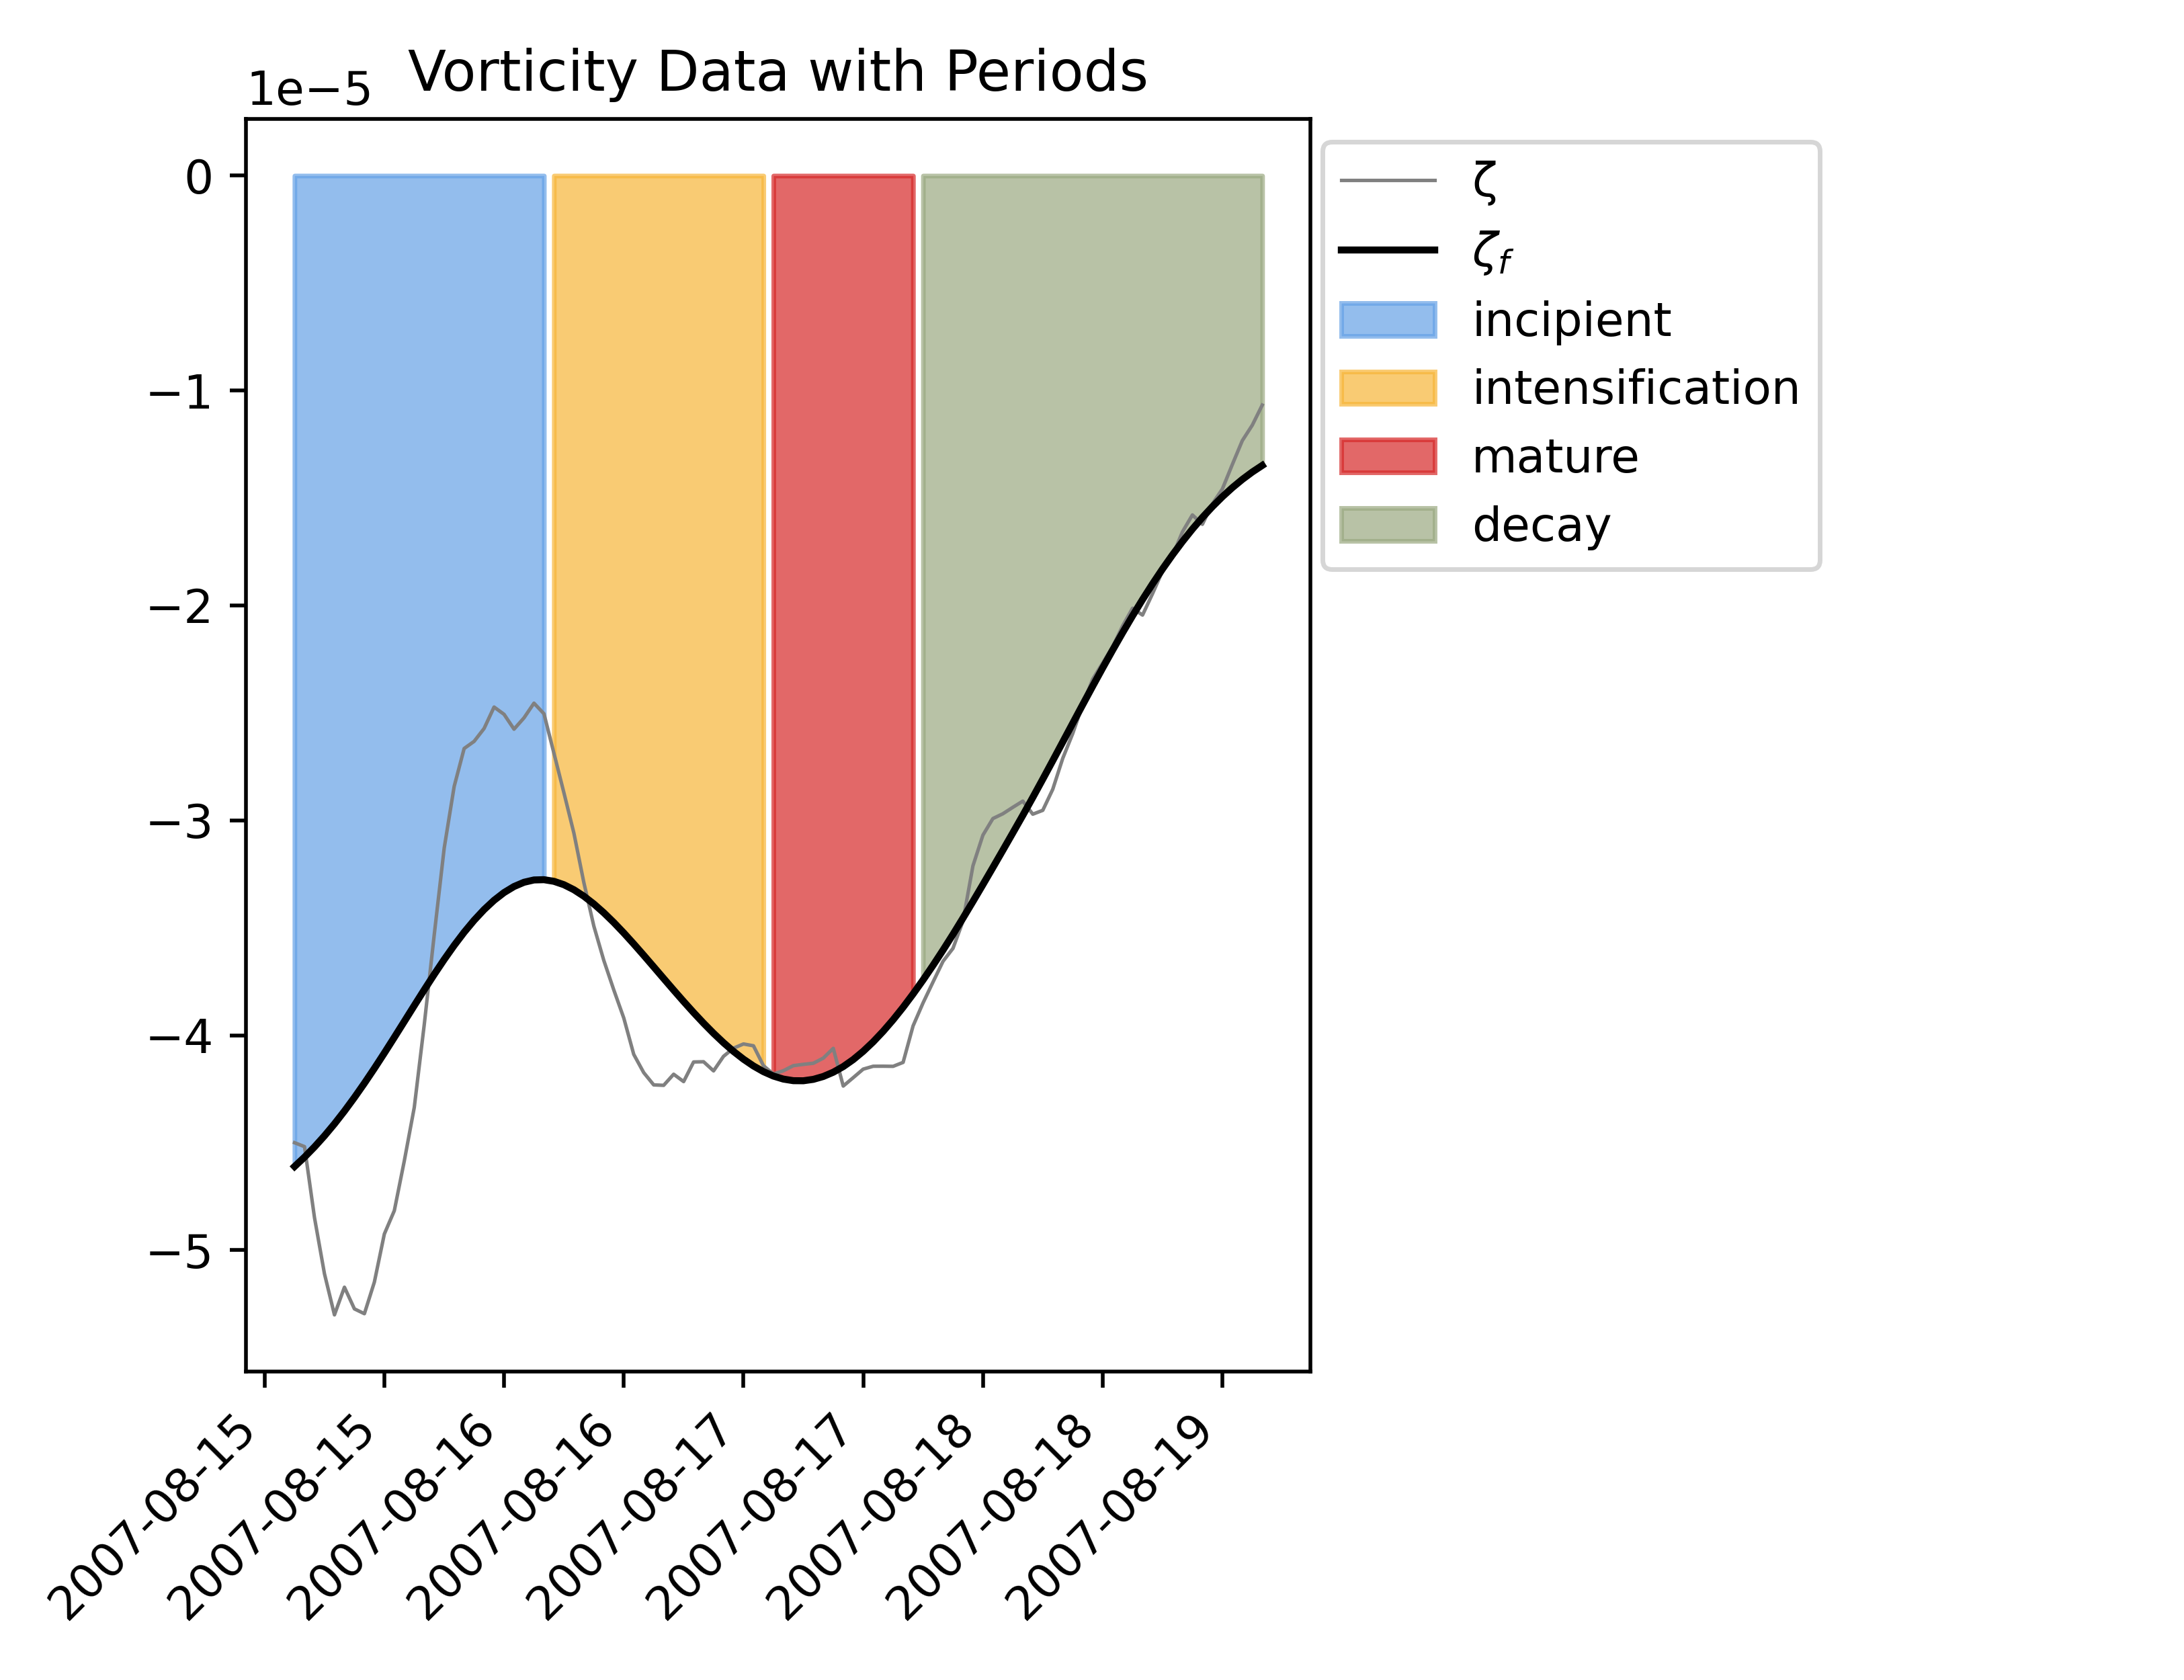 Vorticity Data with Periods
1e−5
0
−1
−2
−3
−4
−5
2007-08-15
2007-08-15
2007-08-16
2007-08-16
2007-08-17
2007-08-17
2007-08-18
2007-08-18
2007-08-19
ζ
ζf
incipient
intensification
mature
decay